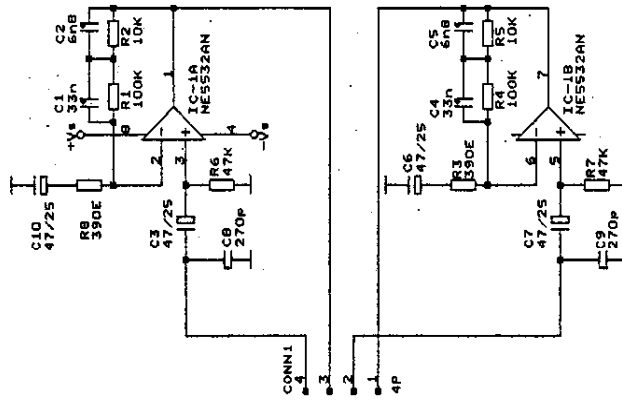 C2
6n8
R2
10K
C1
33n
R1
100K
IC-1A
NE5532AN
1
+Vs
8
4
-Vs
2
3
R6
47K
C10
47/25
R8
390E
C3
47/25
C8
270p
C5
6n8
R5
10K
C4
33n
R4
100K
IC-1B
NE5532AN
7
6
5
C6
47/25
R3
390E
R7
47K
C7
47/25
C9
270p
CONN1
4
3
2
1
4P